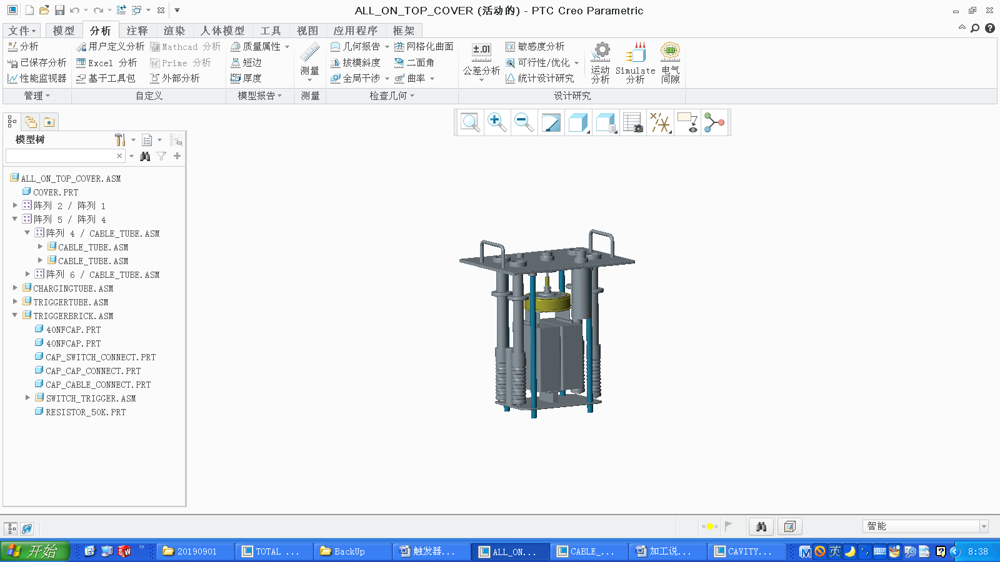 ALL_ON_TOP_COVER (活动的) - PTC Creo Parametric
文件 模型 分析 注释 渲染 人体模型 工具 视图 应用程序 框架
分析 用户定义分析 Mathcad 分析 质量属性 几何报告 网格化曲面 敏感度分析
已保存分析 Excel 分析 Prime 分析 短边 测量 拔模斜度 二面角 ±.01 公差分析 可行性/优化 运动分析 Simulate 分析 电气间隙
性能监视器 基于工具包 外部分析 厚度 全局干涉 曲率 统计设计研究
管理 自定义 模型报告 测量 检查几何 设计研究
模型树
ALL_ON_TOP_COVER.ASM
COVER.PRT
阵列 2 / 阵列 1
阵列 5 / 阵列 4
阵列 4 / CABLE_TUBE.ASM
CABLE_TUBE.ASM
CABLE_TUBE.ASM
阵列 6 / CABLE_TUBE.ASM
CHARGINGTUBE.ASM
TRIGGERTUBE.ASM
TRIGGERBRICK.ASM
40NFCAP.PRT
40NFCAP.PRT
CAP_SWITCH_CONNECT.PRT
CAP_CAP_CONNECT.PRT
CAP_CABLE_CONNECT.PRT
SWITCH_TRIGGER.ASM
RESISTOR_50K.PRT
智能
开始 20190901 TOTAL ... BackUp 触发器... ALL_ON... CABLE_... 加工说... CAVITY... 英 8:38